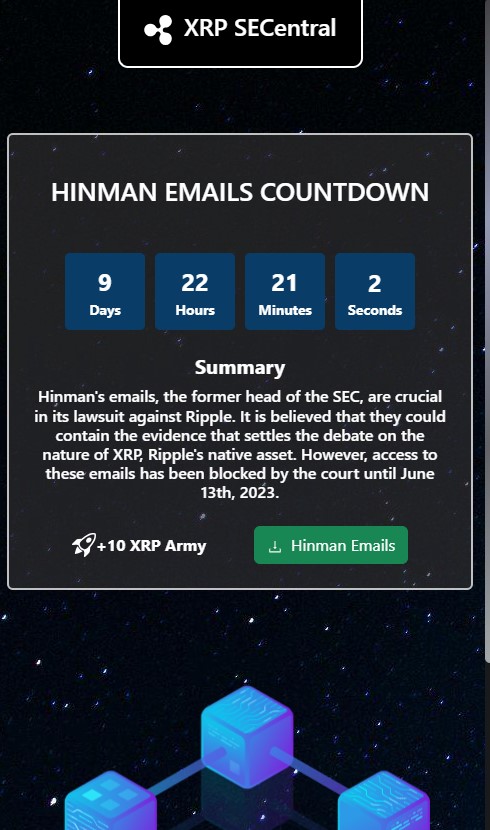 XRP SECentral
HINMAN EMAILS COUNTDOWN
9 22 21 2
Days Hours Minutes Seconds
Summary
Hinman's emails, the former head of the SEC, are crucial
in its lawsuit against Ripple. It is believed that they could
contain the evidence that settles the debate on the
nature of XRP, Ripple's native asset. However, access to
these emails has been blocked by the court until June
13th, 2023.
+10 XRP Army Hinman Emails